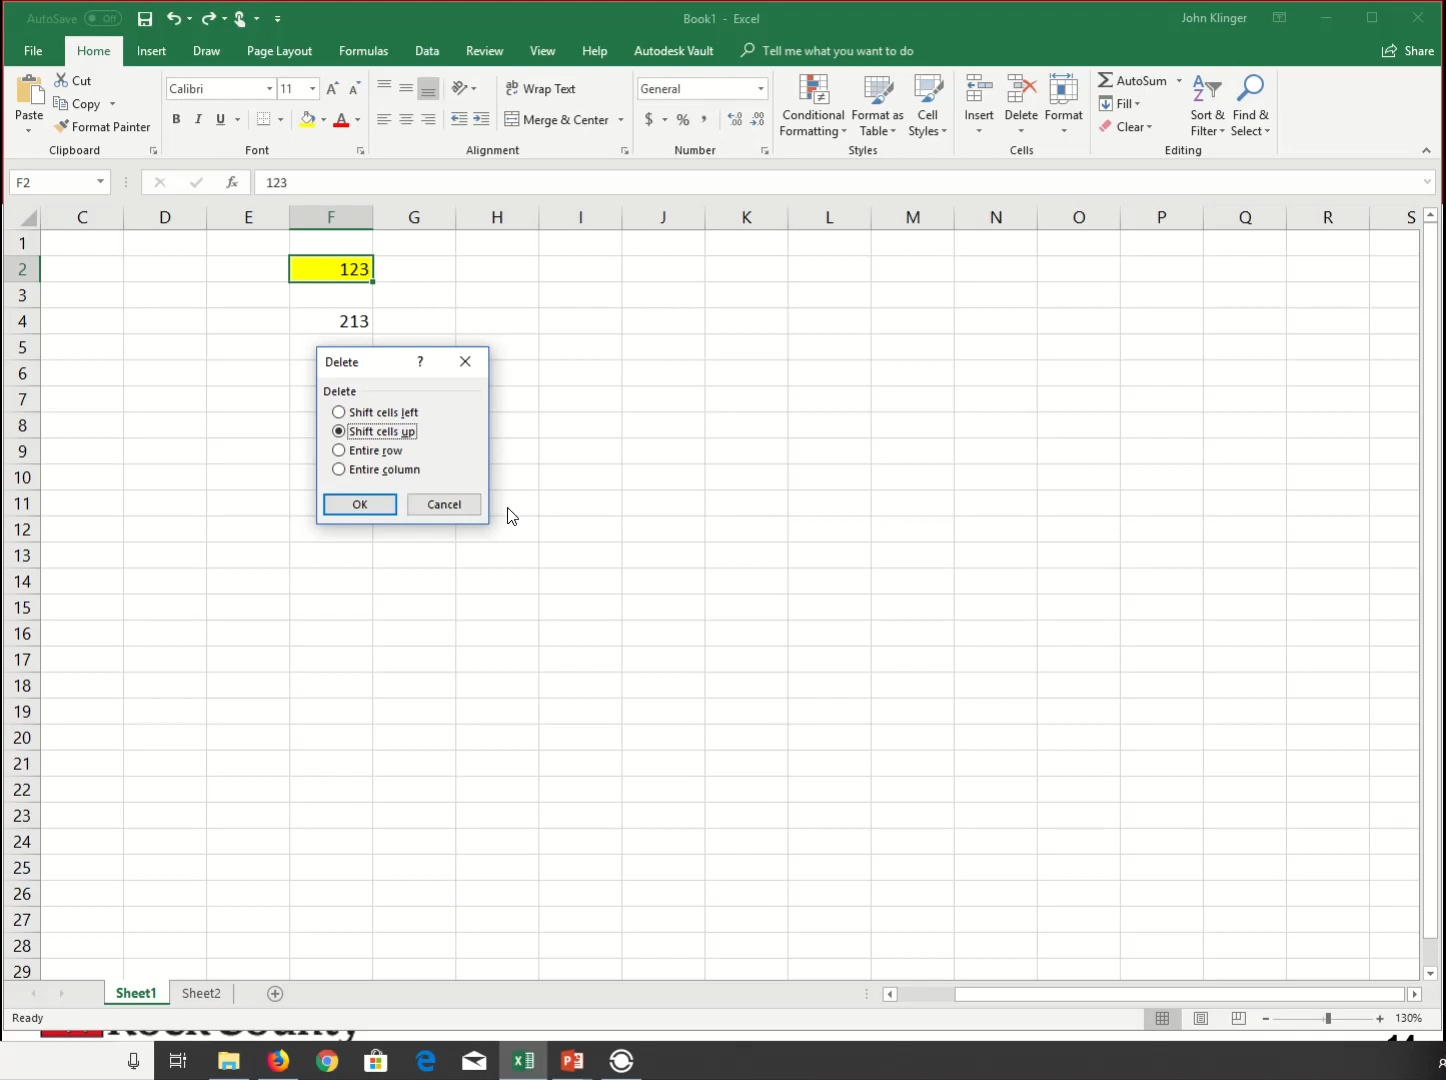 AutoSave Off
Book1 - Excel
John Klinger
File Home Insert Draw Page Layout Formulas Data Review View Help Autodesk Vault Tell me what you want to do Share
Paste
Cut
Copy
Format Painter
Clipboard
Calibri 11
B I U A
Font
Wrap Text
Merge & Center
Alignment
General
$ % ,
Number
Conditional Formatting
Format as Table
Cell Styles
Styles
Insert Delete Format
Cells
AutoSum
Fill
Clear
Sort & Filter
Find & Select
Editing
F2 fx 123
C D E F G H I J K L M N O P Q R S
1
2 123
3
4 213
5
6
7
8
9
10
11
12
13
14
15
16
17
18
19
20
21
22
23
24
25
26
27
28
29
Delete ?
Delete
Shift cells left
Shift cells up
Entire row
Entire column
OK Cancel
Sheet1 Sheet2
Ready
130%
Rock County